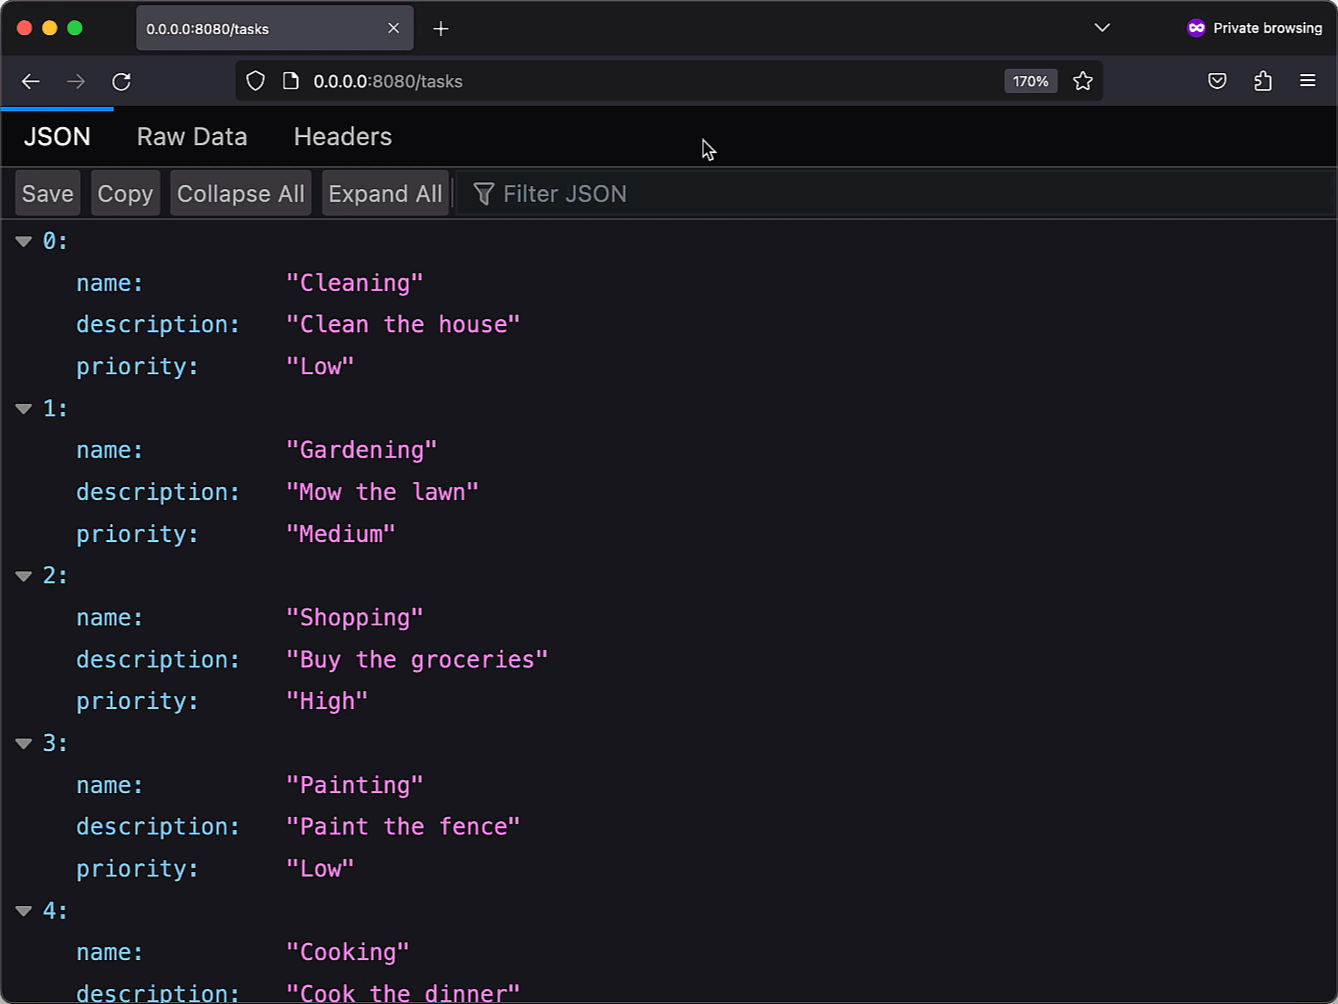 0.0.0.0:8080/tasks
Private browsing
0.0.0.0:8080/tasks
170%
JSON Raw Data Headers
Save Copy Collapse All Expand All Filter JSON
0:
name: "Cleaning"
description: "Clean the house"
priority: "Low"
1:
name: "Gardening"
description: "Mow the lawn"
priority: "Medium"
2:
name: "Shopping"
description: "Buy the groceries"
priority: "High"
3:
name: "Painting"
description: "Paint the fence"
priority: "Low"
4:
name: "Cooking"
description: "Cook the dinner"